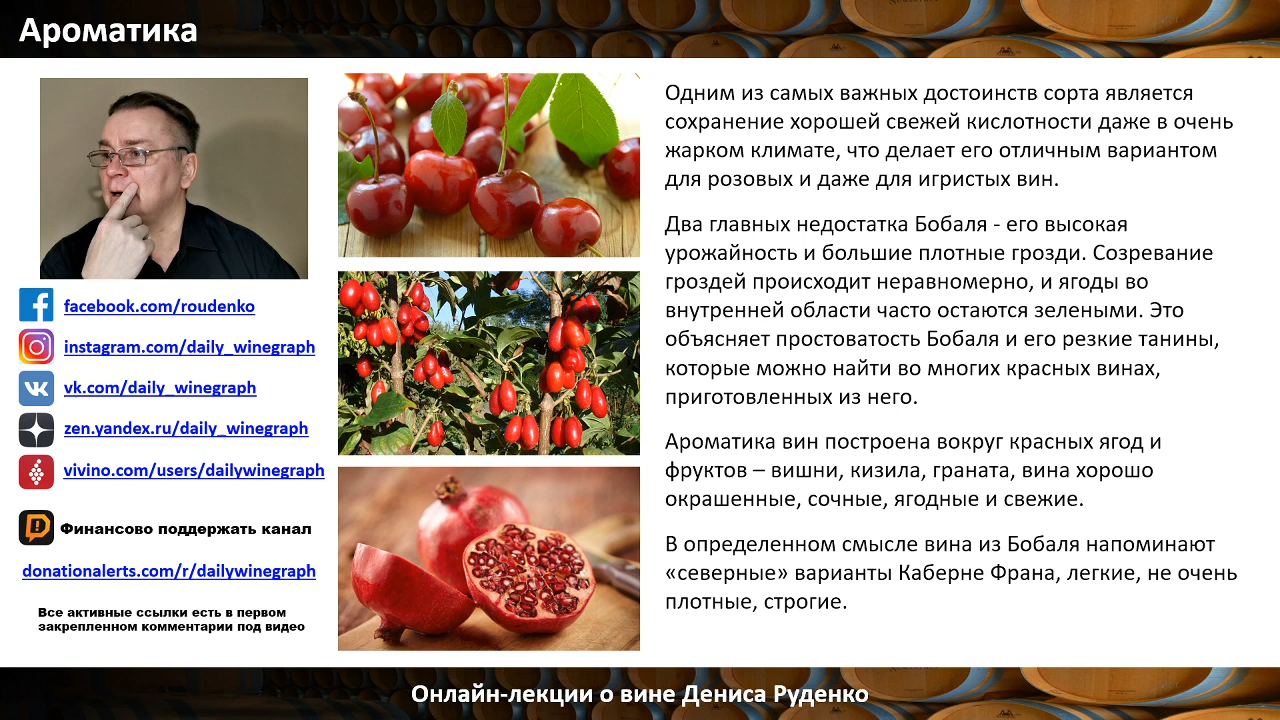 Ароматика
facebook.com/roudenko
instagram.com/daily_winegraph
vk.com/daily_winegraph
zen.yandex.ru/daily_winegraph
vivino.com/users/dailywinegraph
Финансово поддержать канал
donationalerts.com/r/dailywinegraph
Все активные ссылки есть в первом
закрепленном комментарии под видео
Одним из самых важных достоинств сорта является
сохранение хорошей свежей кислотности даже в очень
жарком климате, что делает его отличным вариантом
для розовых и даже для игристых вин.
Два главных недостатка Бобаля - его высокая
урожайность и большие плотные грозди. Созревание
гроздей происходит неравномерно, и ягоды во
внутренней области часто остаются зелеными. Это
объясняет простоватость Бобаля и его резкие танины,
которые можно найти во многих красных винах,
приготовленных из него.
Ароматика вин построена вокруг красных ягод и
фруктов – вишни, кизила, граната, вина хорошо
окрашенные, сочные, ягодные и свежие.
В определенном смысле вина из Бобаля напоминают
«северные» варианты Каберне Франа, легкие, не очень
плотные, строгие.
Онлайн-лекции о вине Дениса Руденко